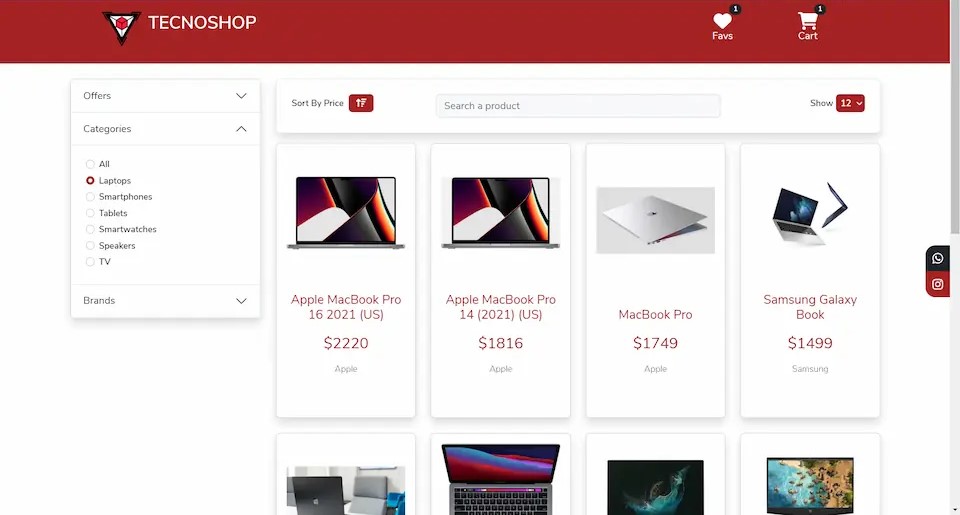 TECNOSHOP
1
Favs
1
Cart
Offers
Categories
All
Laptops
Smartphones
Tablets
Smartwatches
Speakers
TV
Brands
Sort By Price
Search a product
Show
12
Apple MacBook Pro
16 2021 (US)
$2220
Apple
Apple MacBook Pro
14 (2021) (US)
$1816
Apple
MacBook Pro
$1749
Apple
Samsung Galaxy
Book
$1499
Samsung